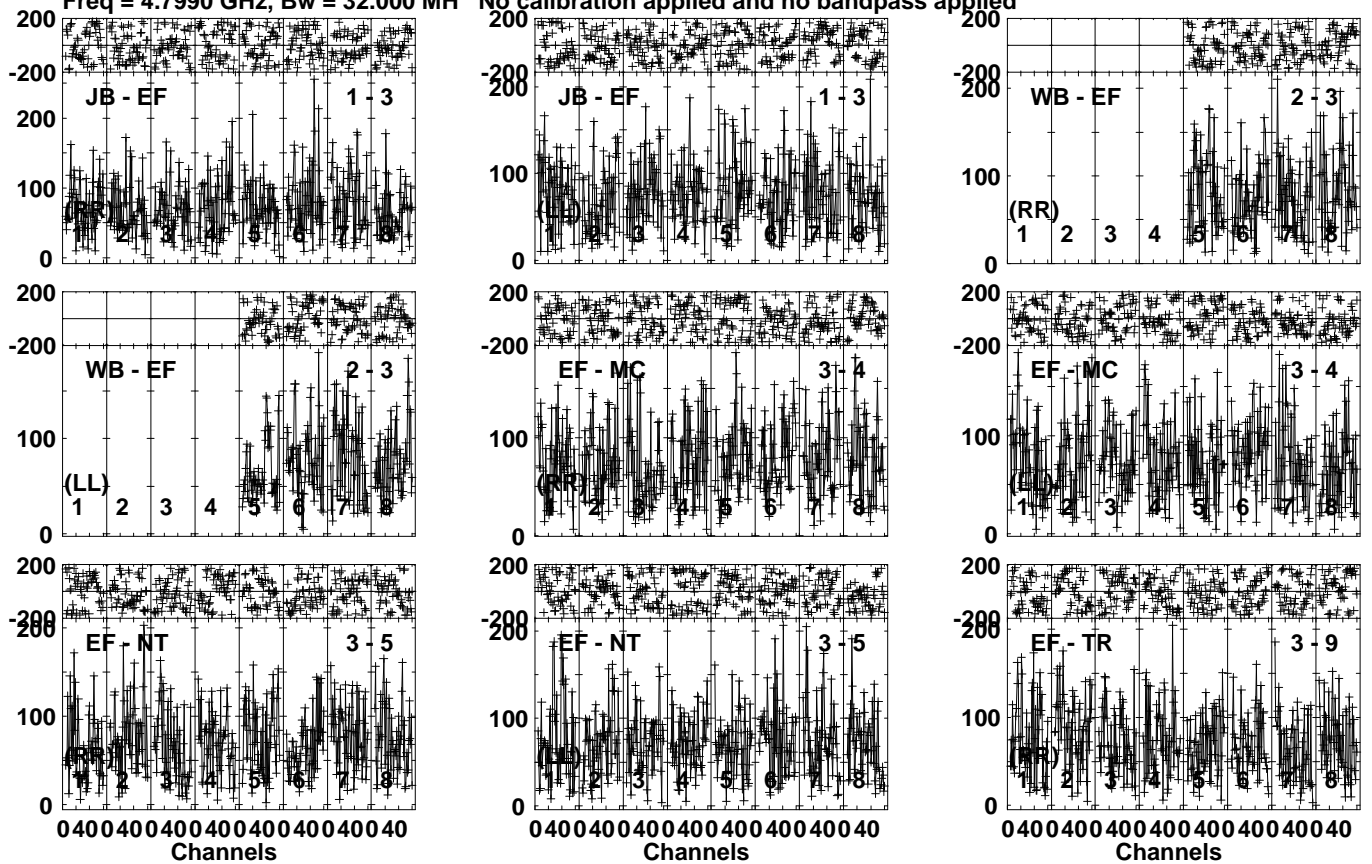 Freq = 4.7990 GHz, Bw = 32.000 MH No calibration applied and no bandpass applied
200 200 200
-200 -200 -200
JB - EF 1 - 3 JB - EF 1 - 3 WB - EF 2 - 3
200 200 200
100 100 100
(RR) (LL) (RR)
1 2 3 4 5 6 7 8 1 2 3 4 5 6 7 8 1 2 3 4 5 6 7 8
0 0 0
200 200 200
-200 -200 -200
WB - EF 2 - 3 EF - MC 3 - 4 EF - MC 3 - 4
100 100 100
(LL) (RR) (LL)
1 2 3 4 5 6 7 8 1 2 3 4 5 6 7 8 1 2 3 4 5 6 7 8
0 0 0
200 200 200
-200 -200 -200
200 200 200
EF - NT 3 - 5 EF - NT 3 - 5 EF - TR 3 - 9
100 100 100
(RR) (LL) (RR)
1 2 3 4 5 6 7 8 1 2 3 4 5 6 7 8 1 2 3 4 5 6 7 8
0 0 0
0 40 0 40 0 40 0 40 0 40 0 40 0 40 0 40 0 40 0 40 0 40 0 40 0 40 0 40 0 40 0 40 0 40 0 40 0 40 0 40 0 40 0 40 0 40 0 40
Channels Channels Channels